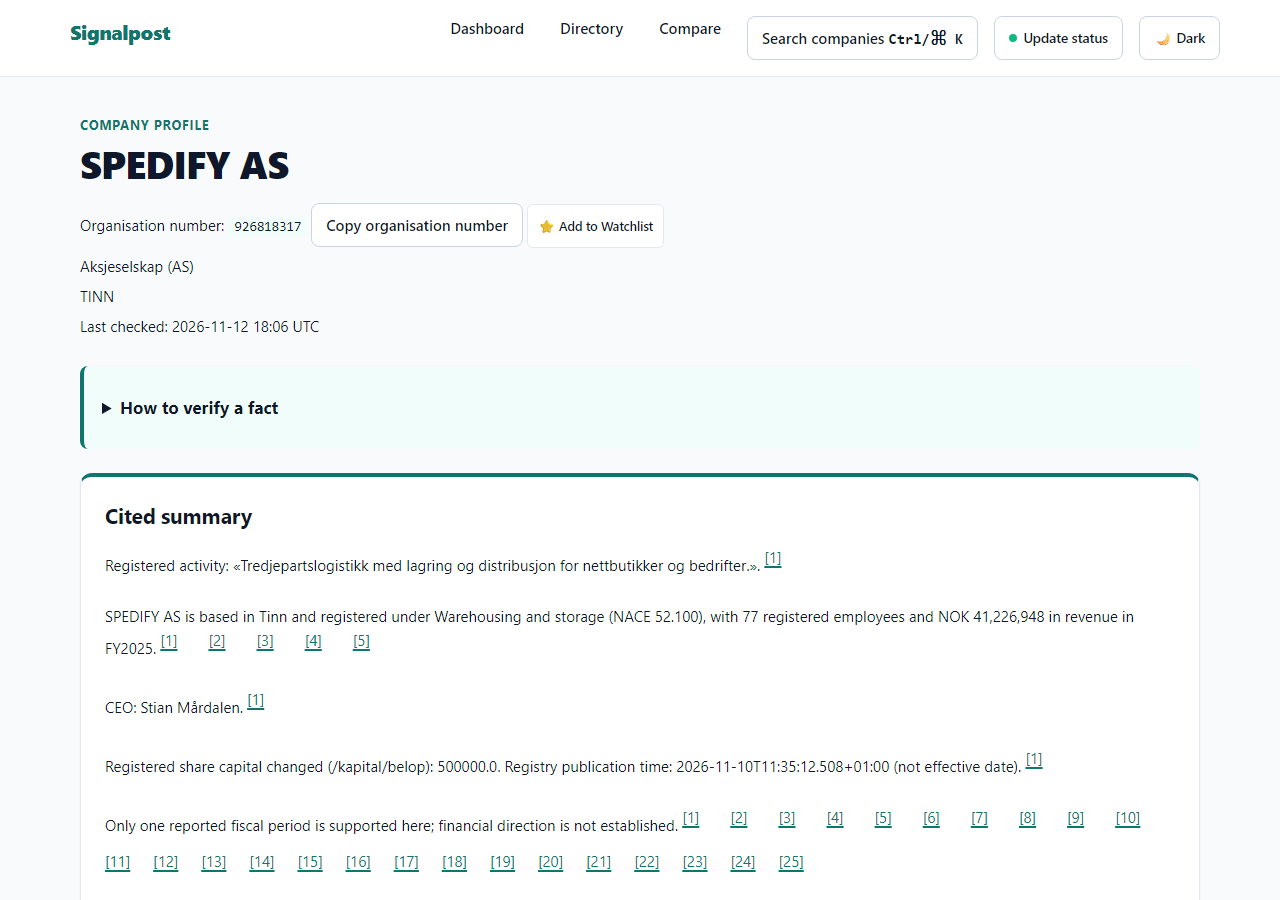 Signalpost
Dashboard Directory Compare Search companies Ctrl/⌘ K Update status Dark
COMPANY PROFILE
SPEDIFY AS
Organisation number: 926818317 Copy organisation number Add to Watchlist
Aksjeselskap (AS)
TINN
Last checked: 2026-11-12 18:06 UTC
How to verify a fact
Cited summary
Registered activity: «Tredjepartslogistikk med lagring og distribusjon for nettbutikker og bedrifter.». [1]
SPEDIFY AS is based in Tinn and registered under Warehousing and storage (NACE 52.100), with 77 registered employees and NOK 41,226,948 in revenue in
FY2025. [1] [2] [3] [4] [5]
CEO: Stian Mårdalen. [1]
Registered share capital changed (/kapital/belop): 500000.0. Registry publication time: 2026-11-10T11:35:12.508+01:00 (not effective date). [1]
Only one reported fiscal period is supported here; financial direction is not established. [1] [2] [3] [4] [5] [6] [7] [8] [9] [10]
[11] [12] [13] [14] [15] [16] [17] [18] [19] [20] [21] [22] [23] [24] [25]